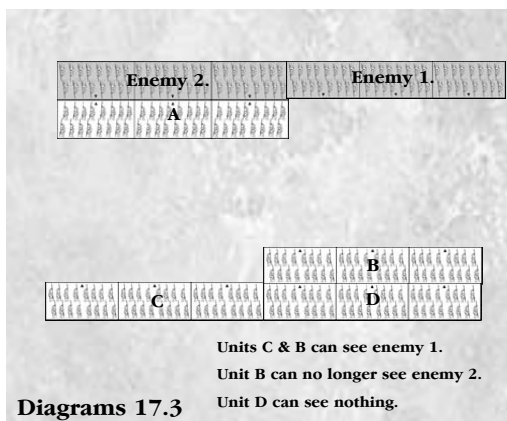 Enemy 2.
Enemy 1.
A
B
C
D
Units C & B can see enemy 1.
Unit B can no longer see enemy 2.
Diagrams 17.3
Unit D can see nothing.